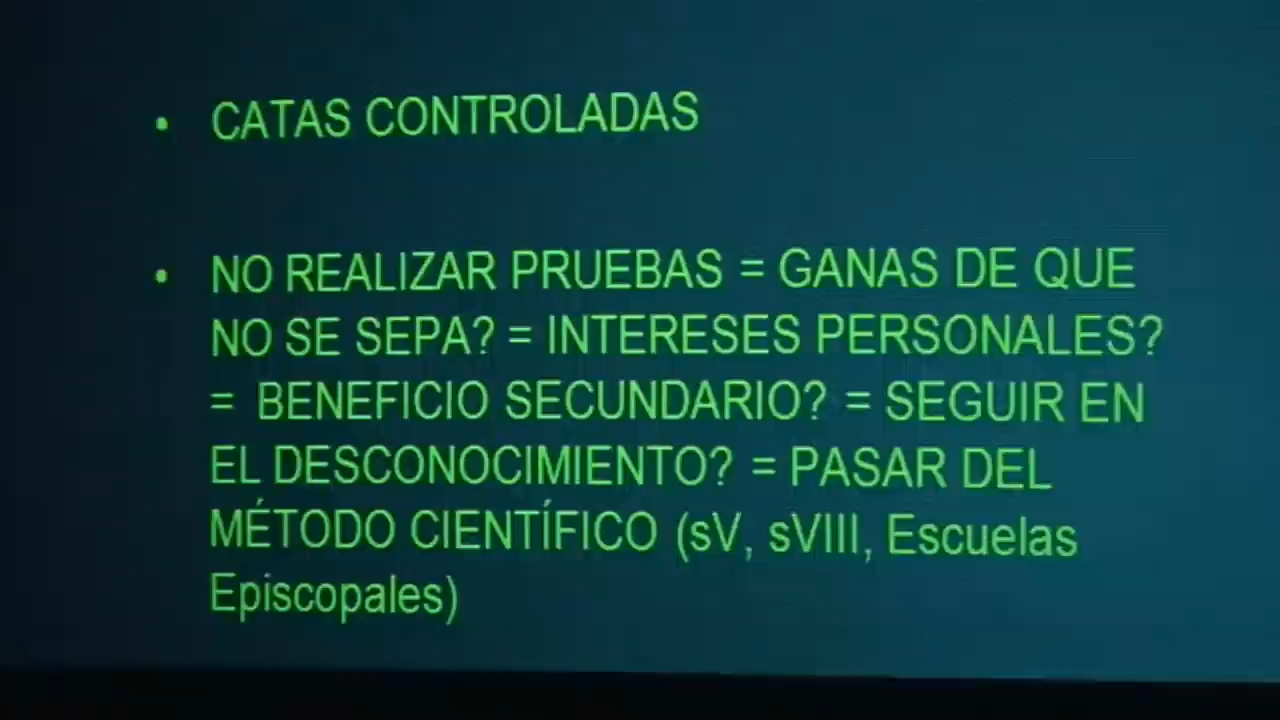 • CATAS CONTROLADAS
• NO REALIZAR PRUEBAS = GANAS DE QUE
NO SE SEPA? = INTERESES PERSONALES?
= BENEFICIO SECUNDARIO? = SEGUIR EN
EL DESCONOCIMIENTO? = PASAR DEL
MÉTODO CIENTÍFICO (sV, sVIII, Escuelas
Episcopales)